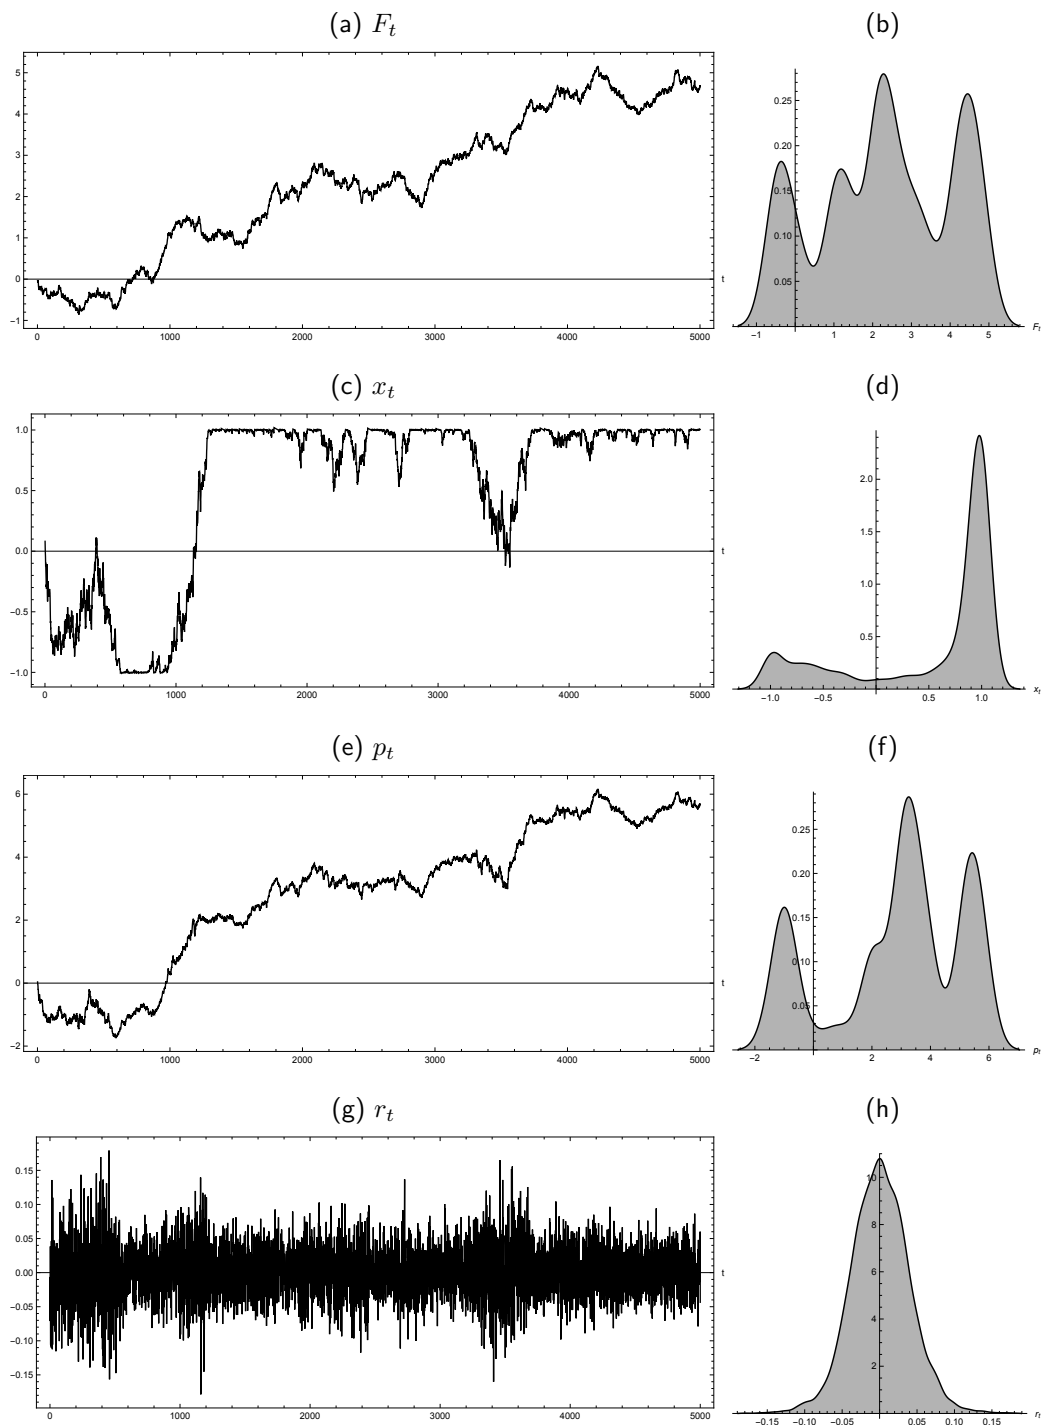 (a) F_t (b)
5
4
3
2
1
0
−1
0 1000 2000 3000 4000 5000
t
0.25
0.20
0.15
0.10
0.05
−1 1 2 3 4 5
F_t
(c) x_t (d)
1.0
0.5
0.0
−0.5
−1.0
0 1000 2000 3000 4000 5000
t
2.0
1.5
1.0
0.5
−1.0 −0.5 0.5 1.0
x_t
(e) p_t (f)
6
4
2
0
−2
0 1000 2000 3000 4000 5000
t
0.25
0.20
0.15
0.10
0.05
−2 2 4 6
p_t
(g) r_t (h)
0.15
0.10
0.05
0.00
−0.05
−0.10
−0.15
0 1000 2000 3000 4000 5000
t
10
8
6
4
2
−0.15 −0.10 −0.05 0.05 0.10 0.15
r_t